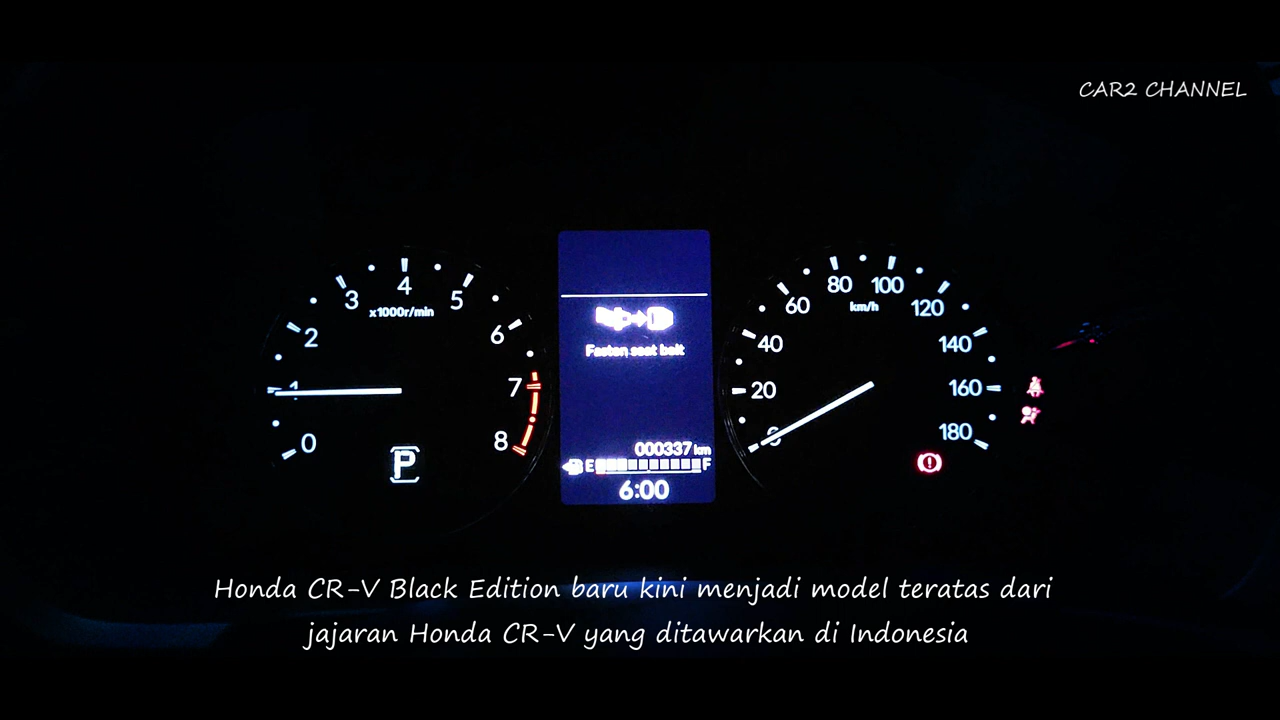 CAR2 CHANNEL
0
1
2
3
4
5
6
7
8
x1000r/min
P
Fasten seat belt
000337 km
E F
6:00
0
20
40
60
80
100
120
140
160
180
km/h
Honda CR-V Black Edition baru kini menjadi model teratas dari
jajaran Honda CR-V yang ditawarkan di Indonesia